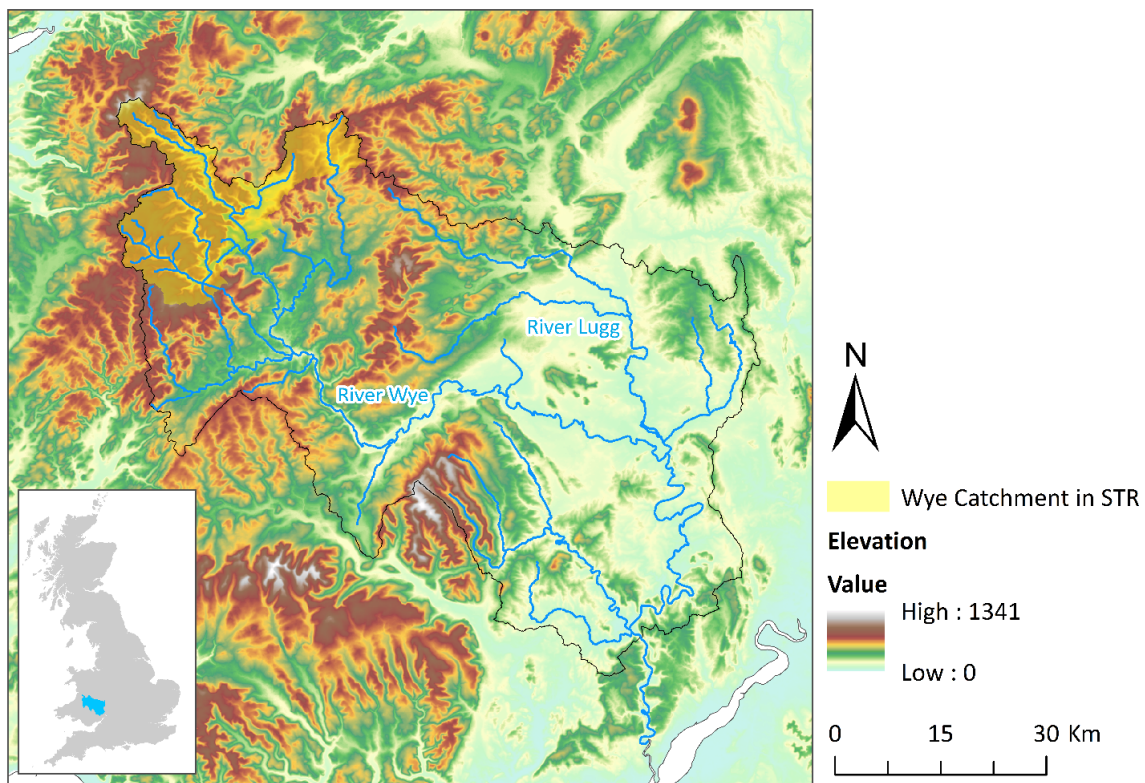 River Lugg
River Wye
N
Wye Catchment in STR
Elevation
Value
High : 1341
Low : 0
0 15 30 Km